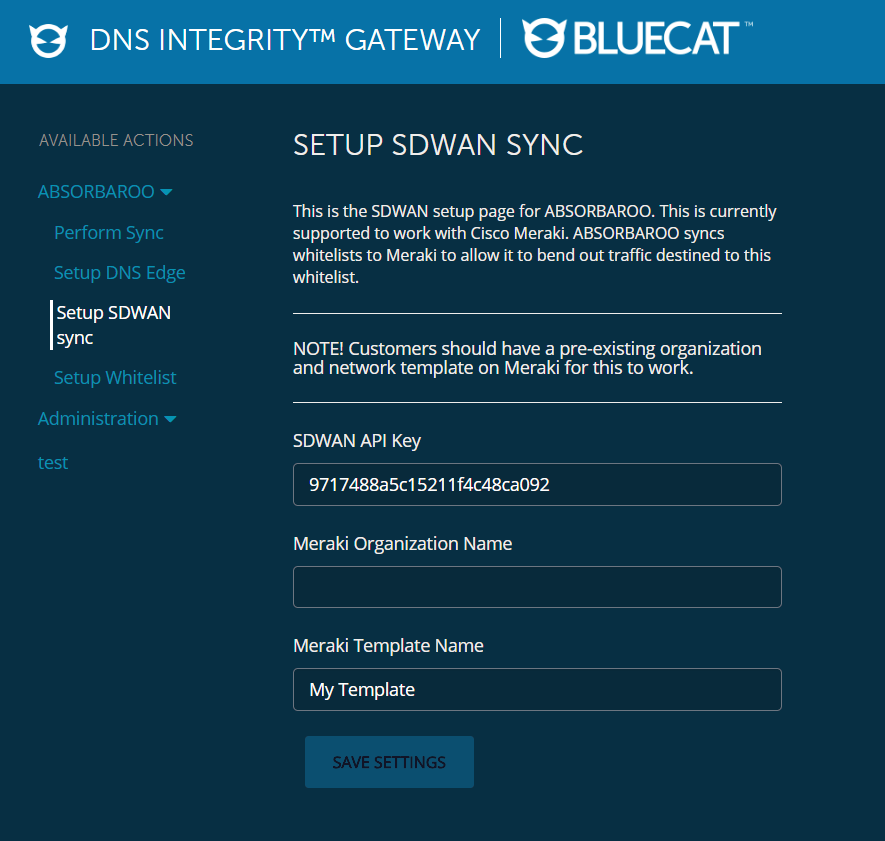 DNS INTEGRITY™ GATEWAY
BLUECAT™
AVAILABLE ACTIONS
ABSORBAROO
Perform Sync
Setup DNS Edge
Setup SDWAN
sync
Setup Whitelist
Administration
test
SETUP SDWAN SYNC
This is the SDWAN setup page for ABSORBAROO. This is currently
supported to work with Cisco Meraki. ABSORBAROO syncs
whitelists to Meraki to allow it to bend out traffic destined to this
whitelist.
NOTE! Customers should have a pre-existing organization
and network template on Meraki for this to work.
SDWAN API Key
9717488a5c15211f4c48ca092
Meraki Organization Name
Meraki Template Name
My Template
SAVE SETTINGS